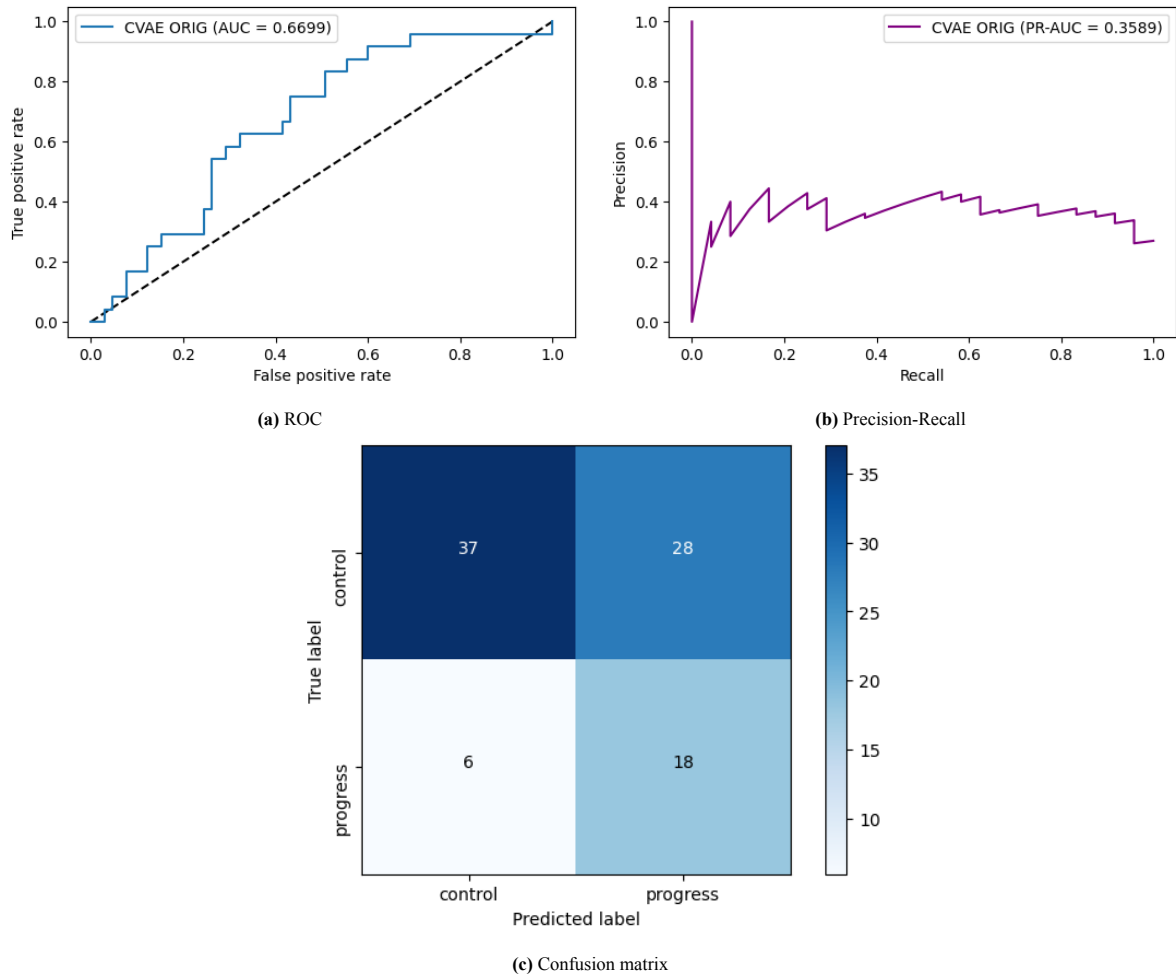 CVAE ORIG (AUC = 0.6699)
True positive rate
1.0
0.8
0.6
0.4
0.2
0.0
0.0 0.2 0.4 0.6 0.8 1.0
False positive rate
(a) ROC
CVAE ORIG (PR-AUC = 0.3589)
Precision
1.0
0.8
0.6
0.4
0.2
0.0
0.0 0.2 0.4 0.6 0.8 1.0
Recall
(b) Precision-Recall
True label
control
progress
37 28
6 18
control progress
Predicted label
35
30
25
20
15
10
(c) Confusion matrix